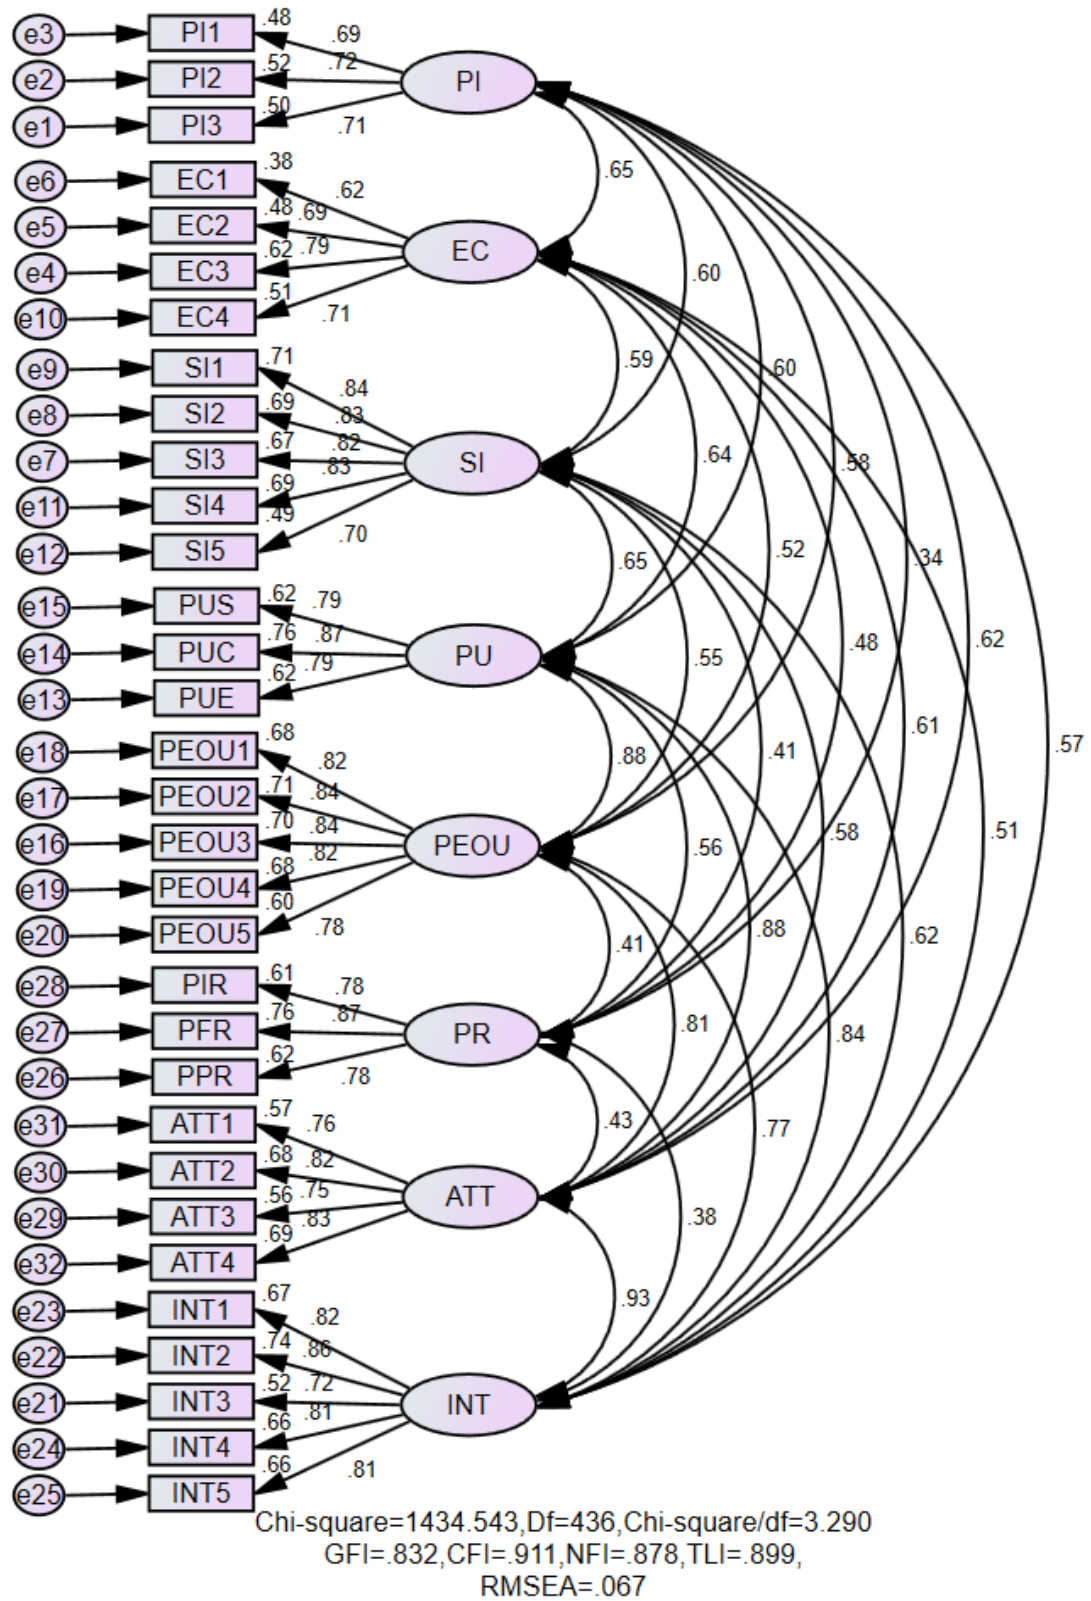 e3 PI1 .48 .69
e2 PI2 .52 .72 PI
e1 PI3 .50 .71
e6 EC1 .38 .62 .65
e5 EC2 .48 .69
e4 EC3 .62 .79 EC
e10 EC4 .51 .71 .60
e9 SI1 .71 .84 .59 .60
e8 SI2 .69 .83
e7 SI3 .67 .82 SI .64 .58
e11 SI4 .69 .83
e12 SI5 .49 .70 .65 .52 .34
e15 PUS .62 .79
e14 PUC .76 .87 PU .55 .48 .62
e13 PUE .62 .79
e18 PEOU1 .68 .82 .88 .41 .61 .57
e17 PEOU2 .71 .84
e16 PEOU3 .70 .84 PEOU .56 .58 .51
e19 PEOU4 .68 .82
e20 PEOU5 .60 .78 .41 .88 .62
e28 PIR .61 .78
e27 PFR .76 .87 PR .81 .84
e26 PPR .62 .78
e31 ATT1 .57 .76 .43 .77
e30 ATT2 .68 .82
e29 ATT3 .56 .75 ATT .38
e32 ATT4 .69 .83
e23 INT1 .67 .82 .93
e22 INT2 .74 .86
e21 INT3 .52 .72 INT
e24 INT4 .66 .81
e25 INT5 .66 .81
Chi-square=1434.543,Df=436,Chi-square/df=3.290
GFI=.832,CFI=.911,NFI=.878,TLI=.899,
RMSEA=.067